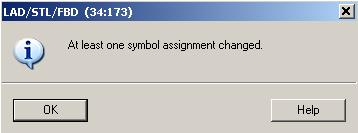 LAD/STL/FBD (34:173)
At least one symbol assignment changed.
OK
Help